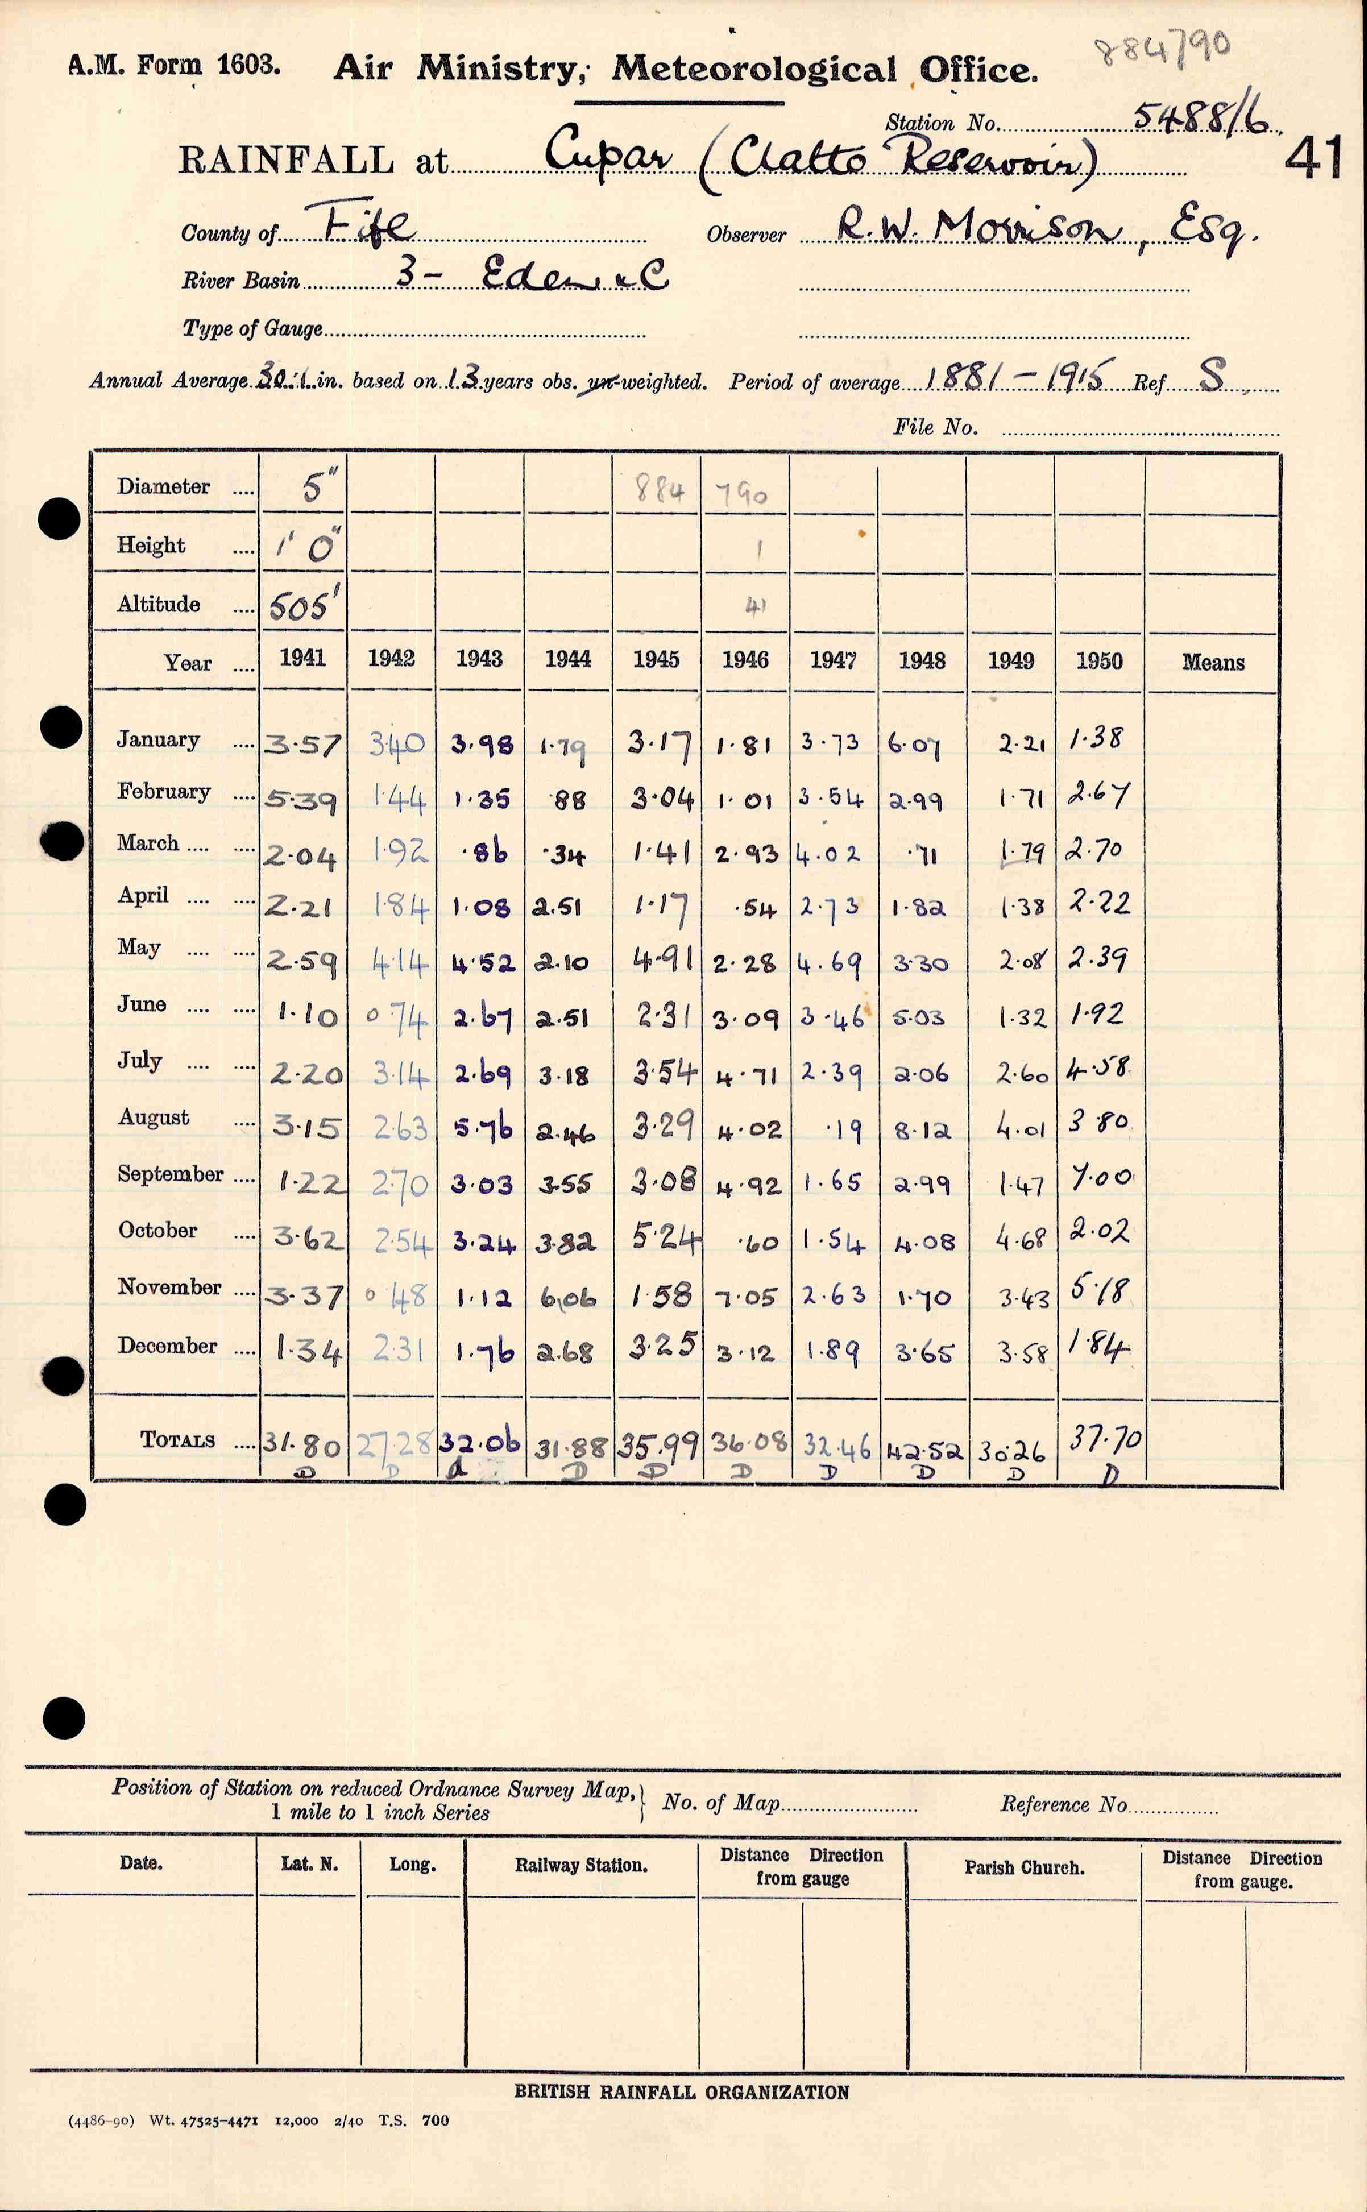 884790
A.M. Form 1603. Air Ministry, Meteorological Office.
Station No. 5488/6
RAINFALL at Cupar (Clatto Reservoir) 41
County of Fife Observer R.W. Morrison, Esq.
River Basin 3 - Eden &C
Type of Gauge
Annual Average 30.1 in. based on 13 years obs. un-weighted. Period of average 1881 - 1915 Ref S
File No.
Diameter .... 5" 884 790
Height .... 1' 0" 1
Altitude .... 505' 41
Year .... 1941 1942 1943 1944 1945 1946 1947 1948 1949 1950 Means
January .... 3.57 3.40 3.98 1.79 3.17 1.81 3.73 6.07 2.21 1.38
February .... 5.39 1.44 1.35 .88 3.04 1.01 3.54 2.99 1.71 2.67
March .... .... 2.04 1.92 .86 .34 1.41 2.93 4.02 .71 1.79 2.70
April .... .... 2.21 1.84 1.08 2.51 1.17 .54 2.73 1.82 1.38 2.22
May .... .... 2.59 4.14 4.52 2.10 4.91 2.28 4.69 3.30 2.08 2.39
June .... .... 1.10 0.74 2.67 2.51 2.31 3.09 3.46 5.03 1.32 1.92
July .... .... 2.20 3.14 2.69 3.18 3.54 4.71 2.39 2.06 2.60 4.58
August .... 3.15 2.63 5.76 2.46 3.29 4.02 .19 8.12 4.01 3.80
September .... 1.22 2.70 3.03 3.55 3.08 4.92 1.65 2.99 1.47 7.00
October .... 3.62 2.54 3.24 3.82 5.24 .60 1.54 4.08 4.68 2.02
November .... 3.37 0.48 1.12 6.06 1.58 7.05 2.63 1.70 3.43 5.18
December .... 1.34 2.31 1.76 2.68 3.25 3.12 1.89 3.65 3.58 1.84
TOTALS .... 31.80 27.28 32.06 31.88 35.99 36.08 32.46 42.52 30.26 37.70
D D d D D D D D D D
Position of Station on reduced Ordnance Survey Map,
1 mile to 1 inch Series
No. of Map Reference No.
Date. Lat. N. Long. Railway Station. Distance Direction from gauge Parish Church. Distance Direction from gauge.
BRITISH RAINFALL ORGANIZATION
(4486-90) Wt. 47525-4471 12,000 2/40 T.S. 700